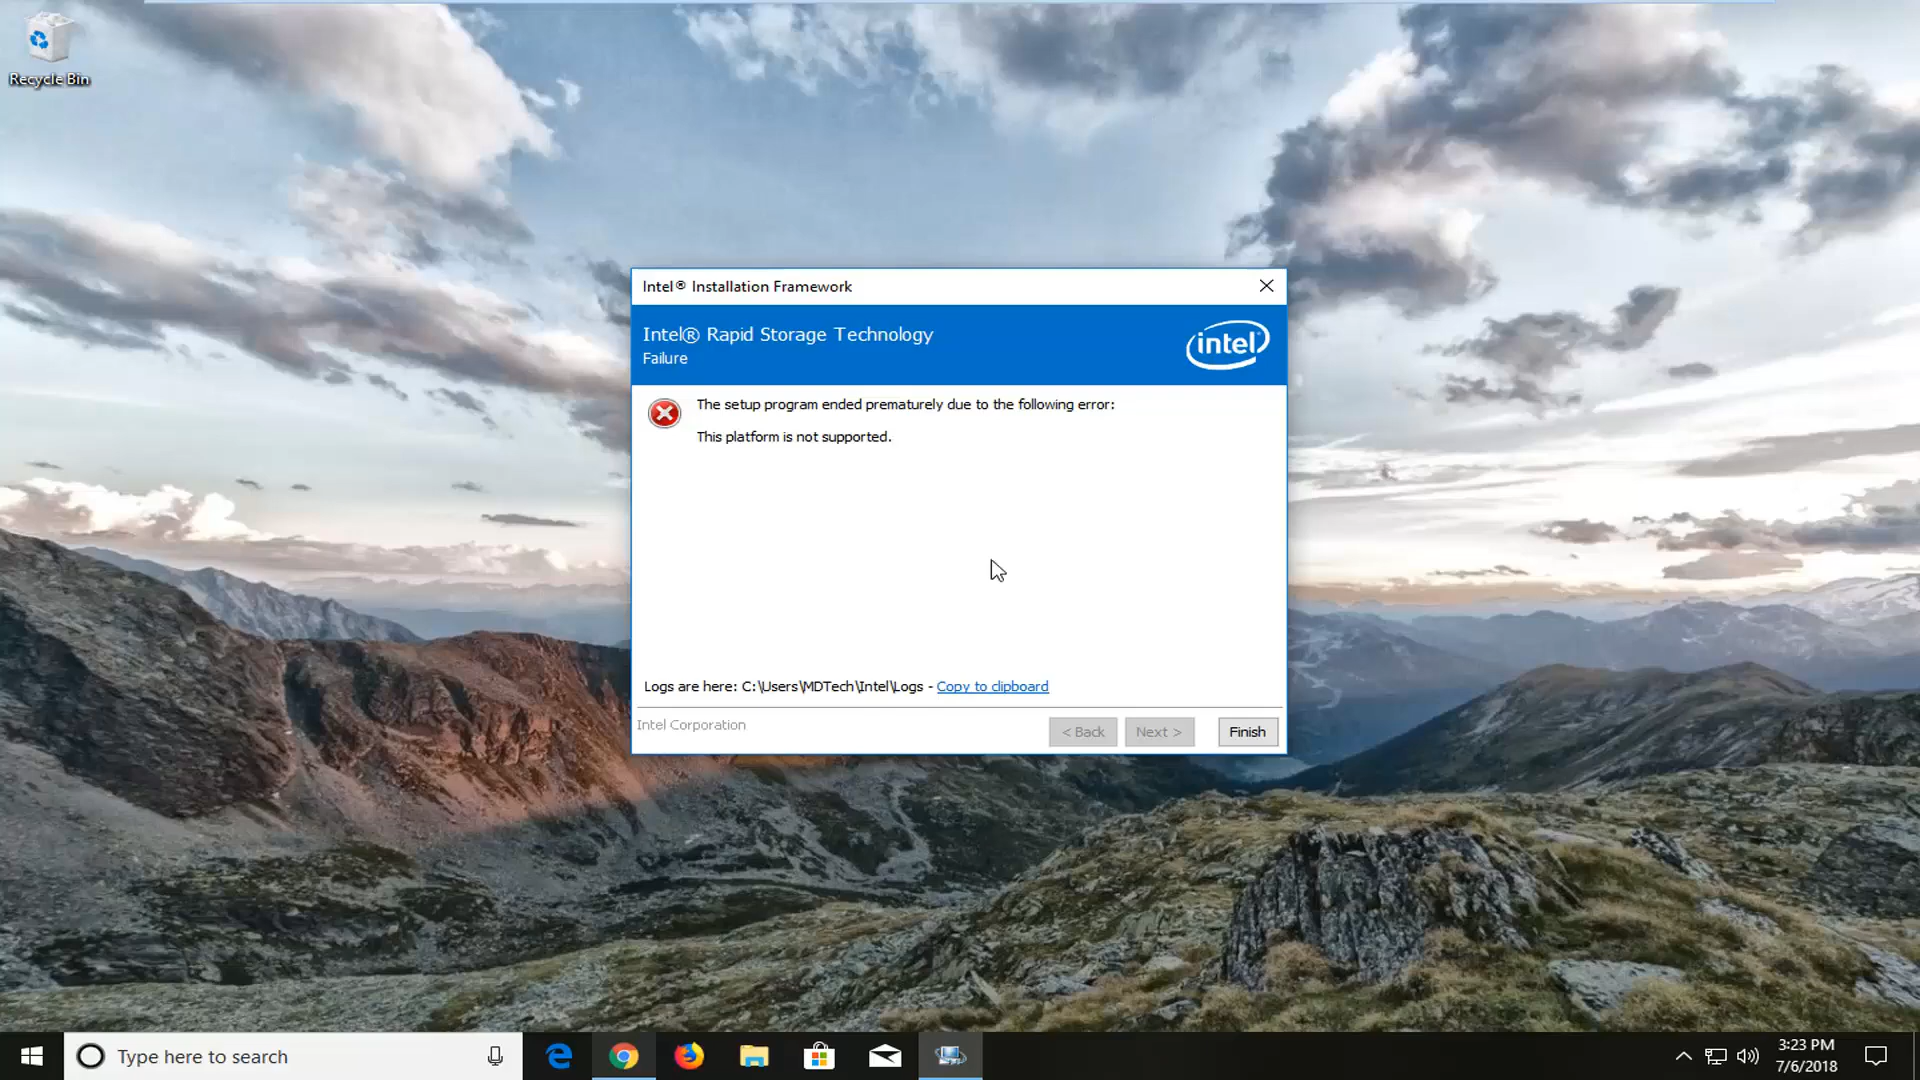 Recycle Bin
Intel® Installation Framework
Intel® Rapid Storage Technology
Failure
intel
The setup program ended prematurely due to the following error:
This platform is not supported.
Logs are here: C:\Users\MDTech\Intel\Logs - Copy to clipboard
Intel Corporation
< Back
Next >
Finish
Type here to search
3:23 PM
7/6/2018